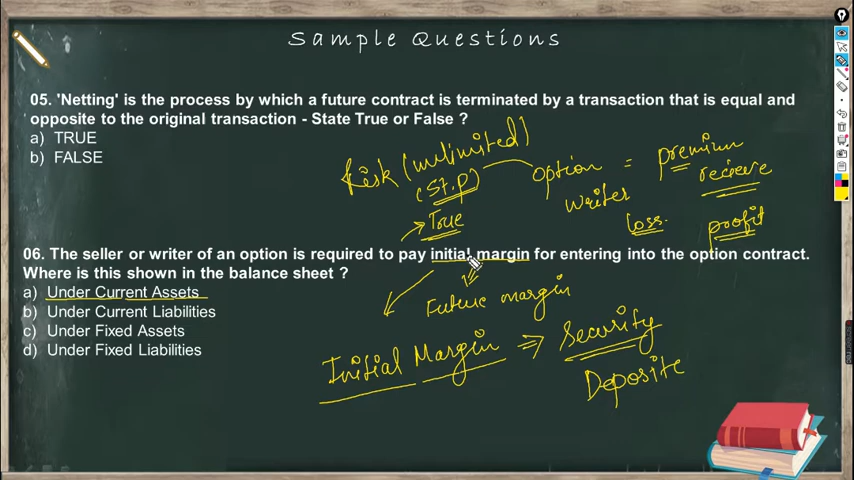 Sample Questions
05. 'Netting' is the process by which a future contract is terminated by a transaction that is equal and
opposite to the original transaction - State True or False ?
a) TRUE
b) FALSE
Risk (unlimited)
(St.p)
True
option = premium
writer recieve
loss. profit
06. The seller or writer of an option is required to pay initial margin for entering into the option contract.
Where is this shown in the balance sheet ?
a) Under Current Assets
b) Under Current Liabilities
c) Under Fixed Assets
d) Under Fixed Liabilities
Future margin
Initial Margin ⇒ Security
Deposite